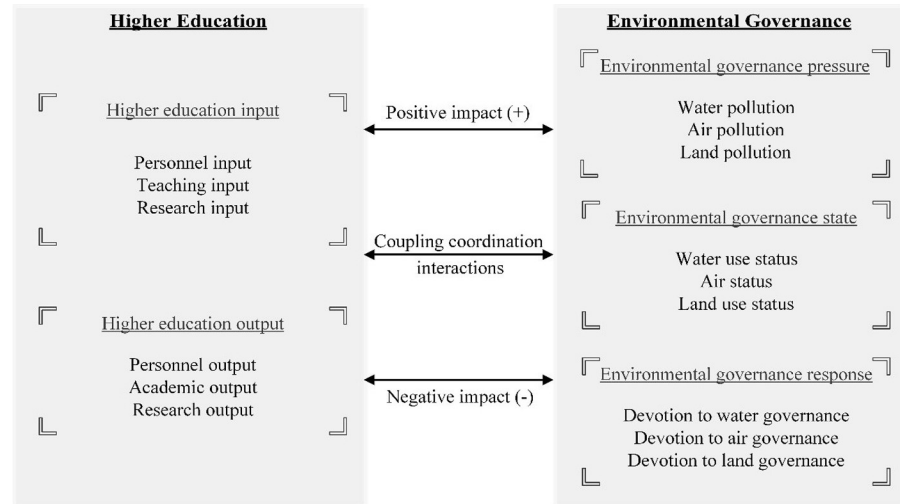 Higher Education
Higher education input
Personnel input
Teaching input
Research input
Higher education output
Personnel output
Academic output
Research output
Positive impact (+)
Coupling coordination
interactions
Negative impact (-)
Environmental Governance
Environmental governance pressure
Water pollution
Air pollution
Land pollution
Environmental governance state
Water use status
Air status
Land use status
Environmental governance response
Devotion to water governance
Devotion to air governance
Devotion to land governance